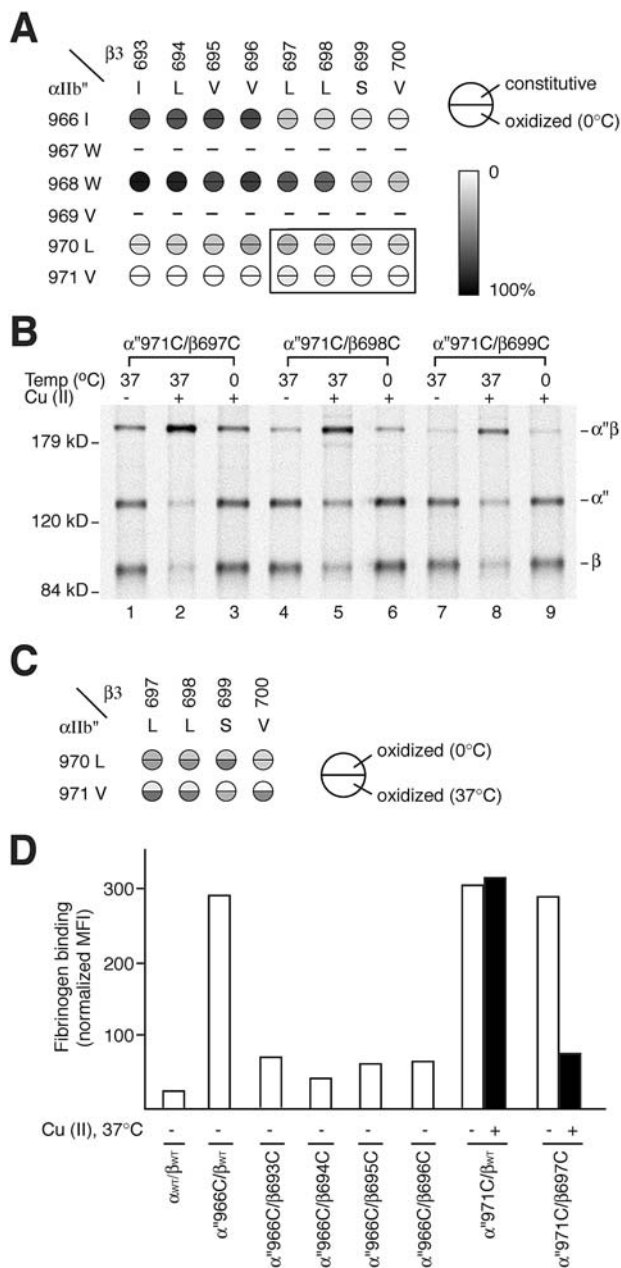 A
β3 693 694 695 696 697 698 699 700
αIIb" I L V V L L S V
966 I
967 W – – – – – – – –
968 W
969 V – – – – – – – –
970 L
971 V
constitutive
oxidized (0°C)
0
100%
B
α"971C/β697C α"971C/β698C α"971C/β699C
Temp (°C) 37 37 0 37 37 0 37 37 0
Cu (II) - + + - + + - + +
179 kD – – α"β
120 kD – – α"
84 kD – – β
1 2 3 4 5 6 7 8 9
C
β3 697 698 699 700
αIIb" L L S V
970 L
971 V
oxidized (0°C)
oxidized (37°C)
D
Fibrinogen binding
(normalized MFI)
300
200
100
Cu (II), 37°C - - - - - - - + - +
αWT/βWT
α"966C/βWT
α"966C/β693C
α"966C/β694C
α"966C/β695C
α"966C/β696C
α"971C/βWT
α"971C/β697C